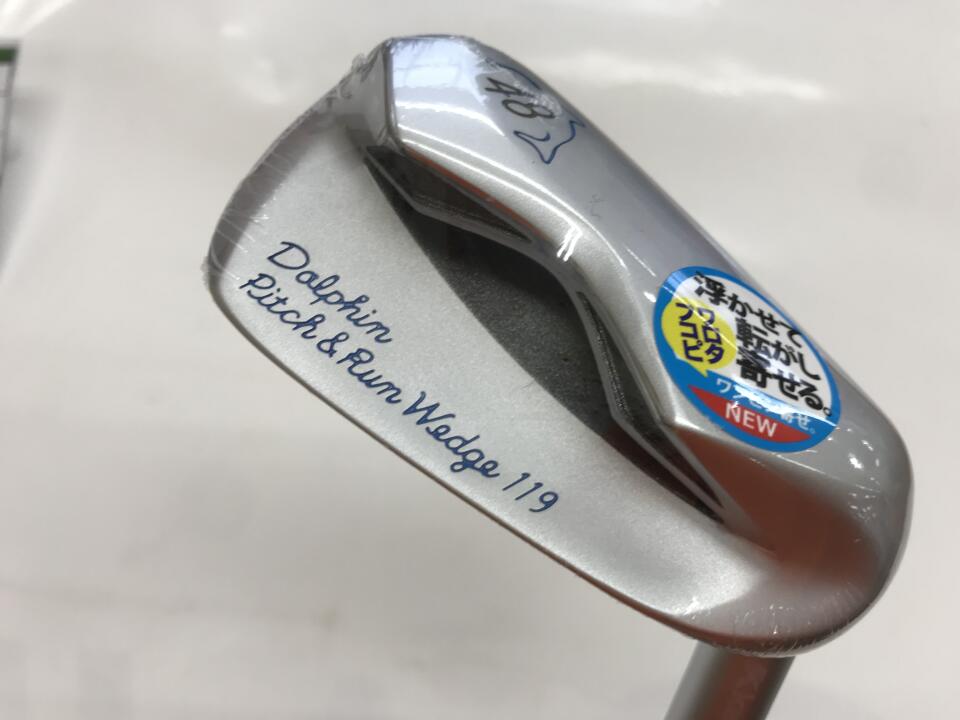 48
Dolphin
Pitch & Run Wedge 119
浮かせて
転がし
寄せる。
フワ
コロ
ピタ
NEW